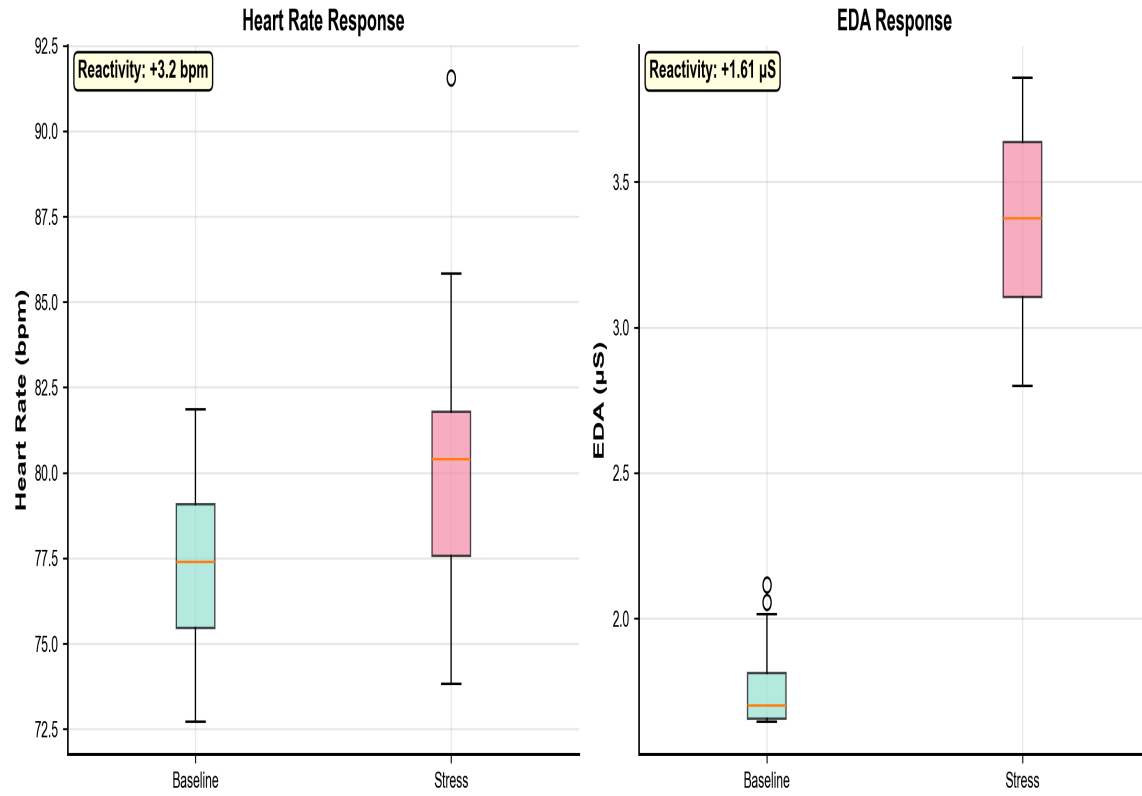 Heart Rate Response
Reactivity: +3.2 bpm
Heart Rate (bpm)
92.5
90.0
87.5
85.0
82.5
80.0
77.5
75.0
72.5
Baseline
Stress
EDA Response
Reactivity: +1.61 µS
EDA (µS)
3.5
3.0
2.5
2.0
Baseline
Stress